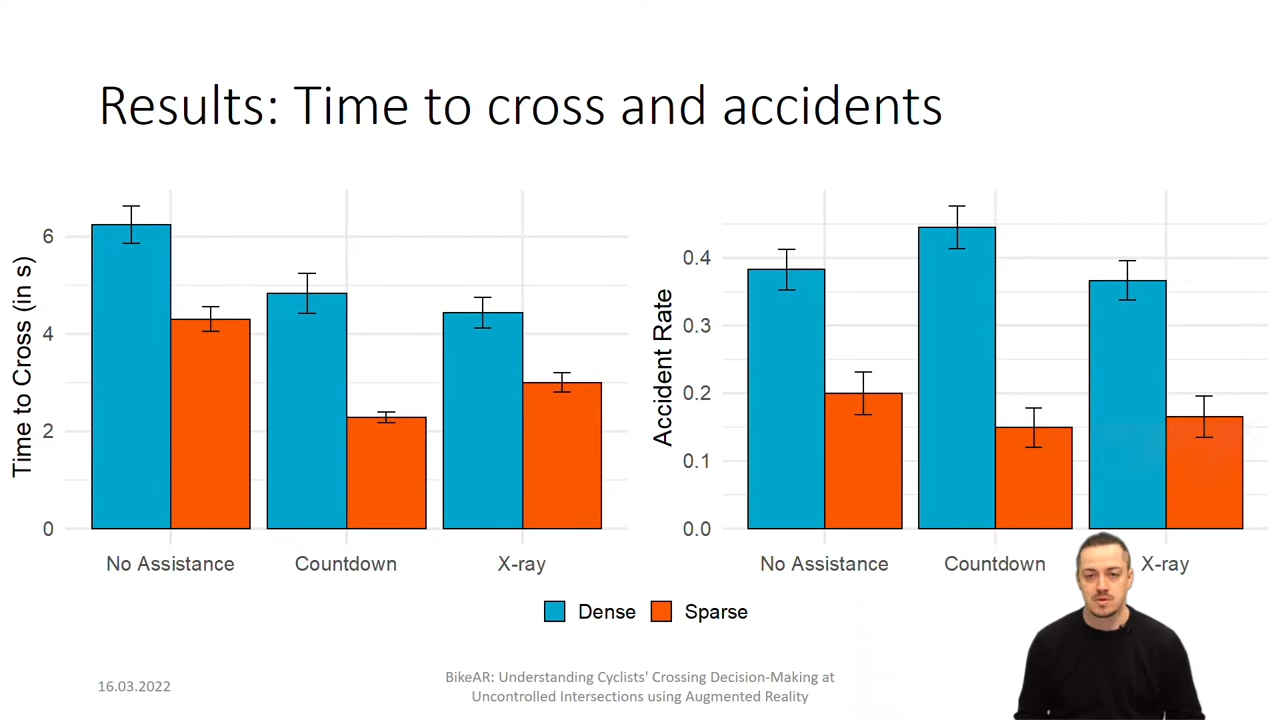 Results: Time to cross and accidents
Time to Cross (in s)
6
4
2
0
No Assistance
Countdown
X-ray
Accident Rate
0.4
0.3
0.2
0.1
0.0
No Assistance
Countdown
X-ray
Dense
Sparse
16.03.2022
BikeAR: Understanding Cyclists' Crossing Decision-Making at
Uncontrolled Intersections using Augmented Reality